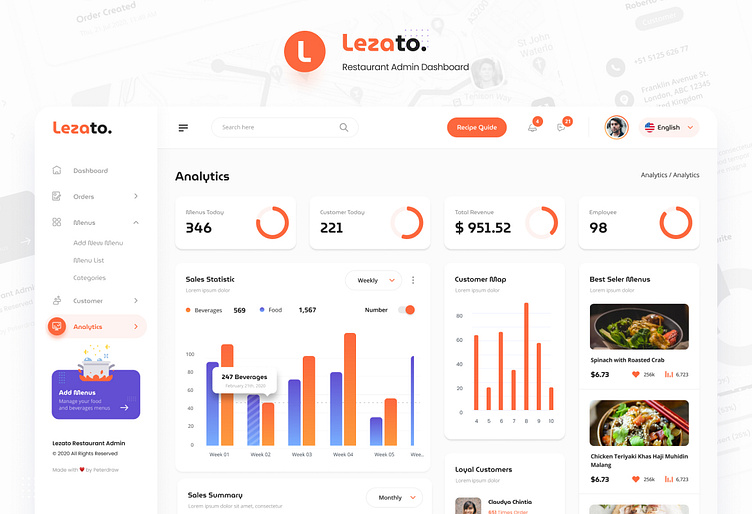 Order Created
St John
Waterlo
+51 5125 626 77
Franklin Avenue St,
London, ABC 12345
United Kingdom
L
Lezato.
Restaurant Admin Dashboard
Lezato.
Search here
Recipe Guide
4
21
English
Dashboard
Orders
Menus
Add New Menu
Menu List
Categories
Customer
Analytics
Add Menus
Manage your food
and beverages menus
Lezato Restaurant Admin
© 2020 All Rights Reserved
Made with ❤ by Peterdraw
Analytics
Analytics / Analytics
Menus Today
346
Customer Today
221
Total Revenue
$ 951.52
Employee
98
Sales Statistic
Lorem ipsum dolor
Weekly
Beverages 569
Food 1,567
Number
100
80
60
40
20
0
247 Beverages
February 21th, 2020
Week 01
Week 02
Week 03
Week 04
Week 05
Wee..
Customer Map
Lorem ipsum dolor
80
60
40
20
0
4 5 6 7 8 9 10
Best Seler Menus
Lorem ipsum dolor
Spinach with Roasted Crab
$6.73 256k 6,723
Chicken Teriyaki Khas Haji Muhidin
Malang
$6.73 256k 6,723
Sales Summary
Lorem ipsum dolor sit amet, consectetur
Monthly
Loyal Customers
Lorem ipsum dolor
Claudya Chintia